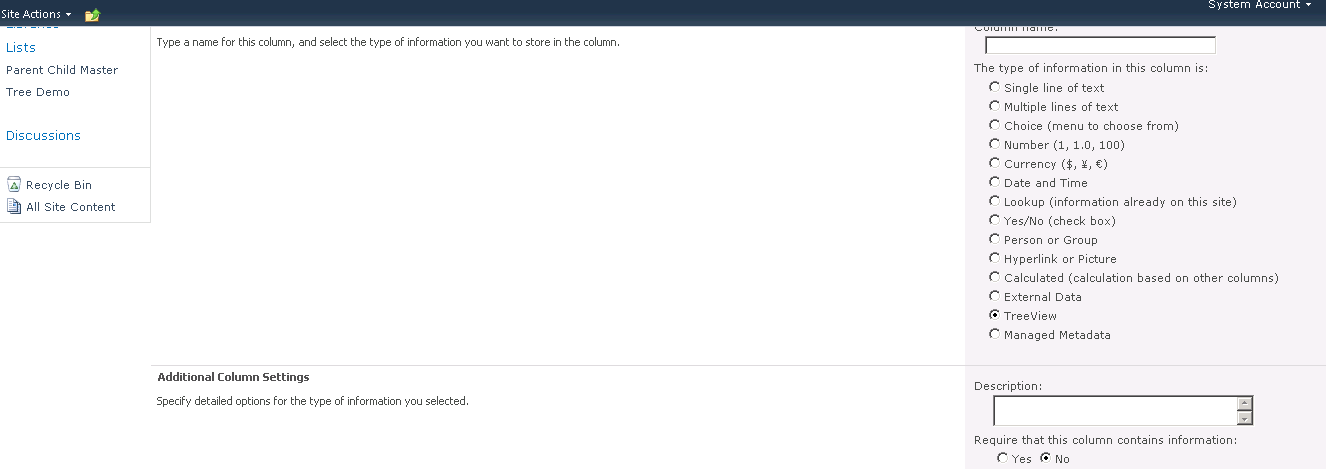 Site Actions
System Account
Libraries
Lists
Parent Child Master
Tree Demo
Discussions
Recycle Bin
All Site Content
Type a name for this column, and select the type of information you want to store in the column.
Column name:
The type of information in this column is:
Single line of text
Multiple lines of text
Choice (menu to choose from)
Number (1, 1.0, 100)
Currency ($, ¥, €)
Date and Time
Lookup (information already on this site)
Yes/No (check box)
Person or Group
Hyperlink or Picture
Calculated (calculation based on other columns)
External Data
TreeView
Managed Metadata
Additional Column Settings
Specify detailed options for the type of information you selected.
Description:
Require that this column contains information:
Yes No